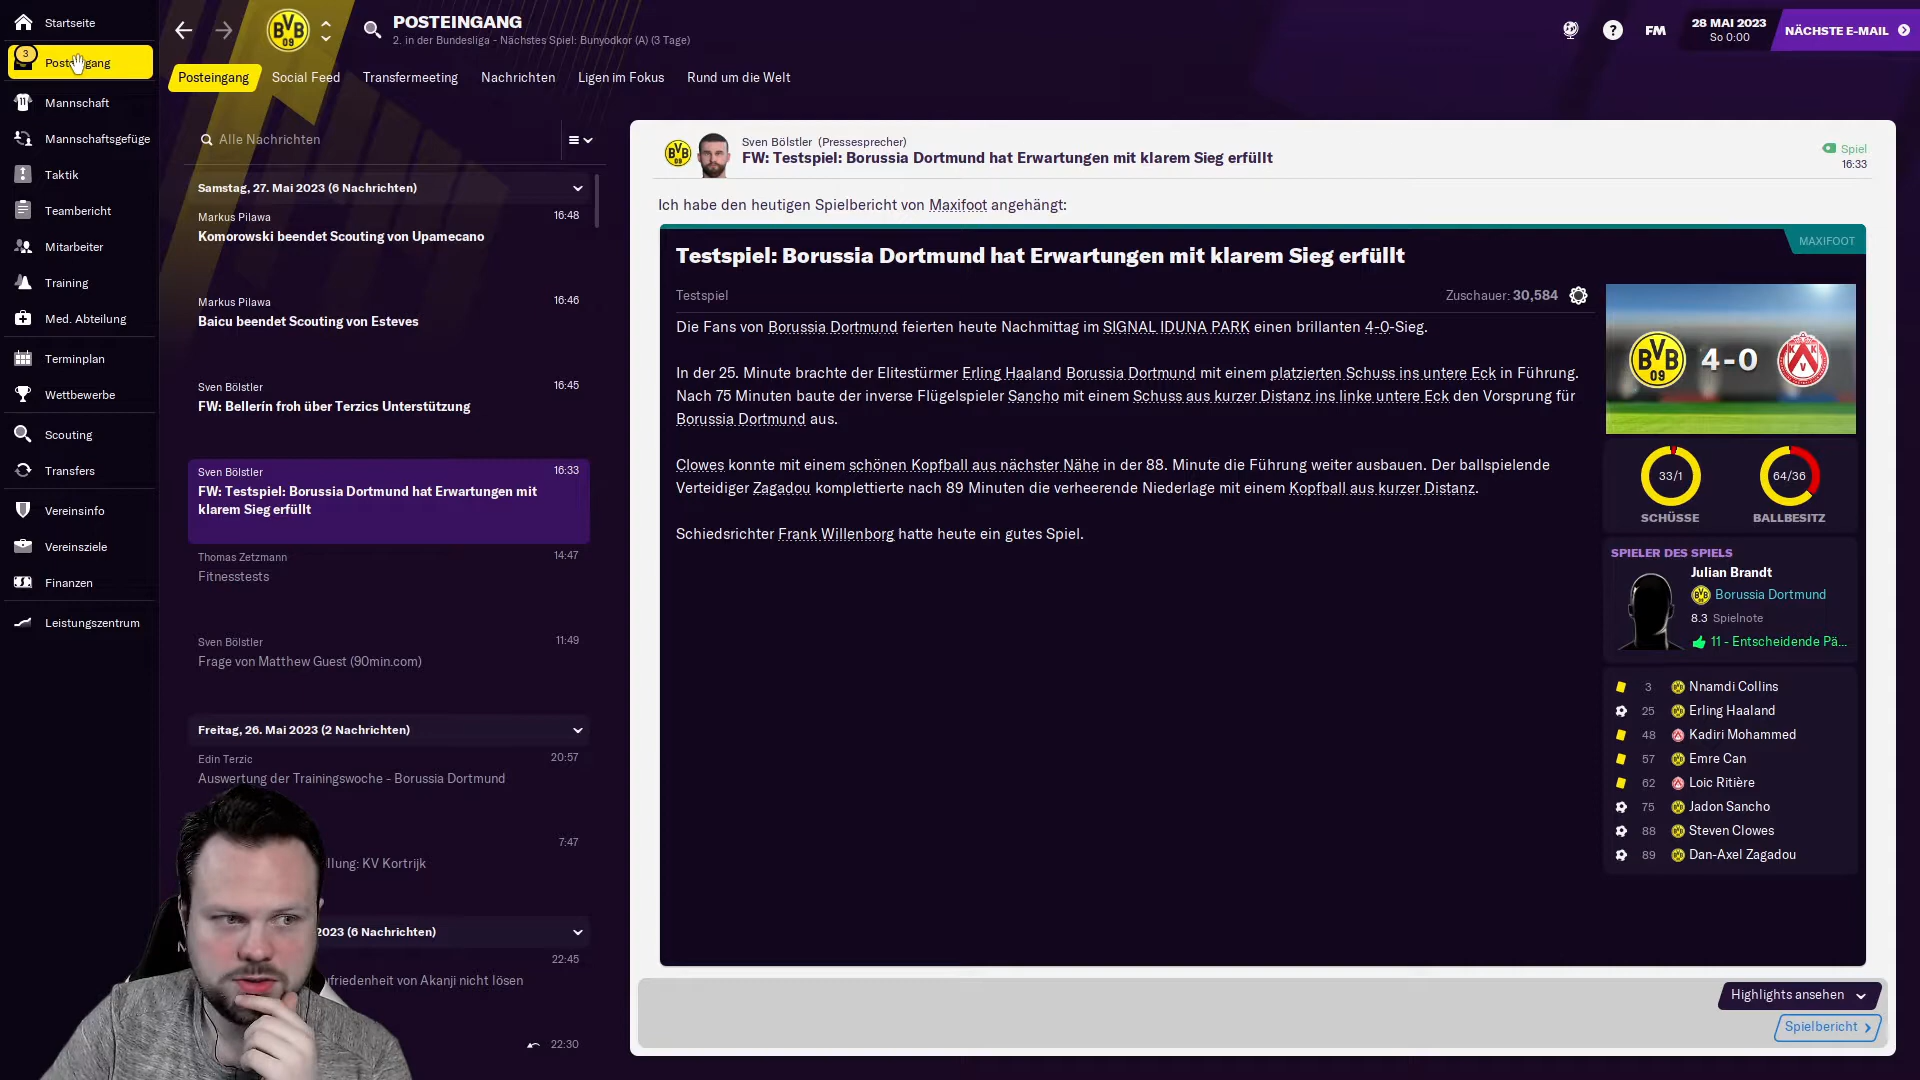 Startseite
3
Posteingang
Mannschaft
Mannschaftsgefüge
Taktik
Teambericht
Mitarbeiter
Training
Med. Abteilung
Terminplan
Wettbewerbe
Scouting
Transfers
Vereinsinfo
Vereinsziele
Finanzen
Leistungszentrum
BVB
09
POSTEINGANG
2. in der Bundesliga - Nächstes Spiel: Bunyodkor (A) (3 Tage)
?
FM
28 MAI 2023
So 0:00
NÄCHSTE E-MAIL
Posteingang
Social Feed
Transfermeeting
Nachrichten
Ligen im Fokus
Rund um die Welt
Alle Nachrichten
Samstag, 27. Mai 2023 (6 Nachrichten)
Markus Pilawa 16:48
Komorowski beendet Scouting von Upamecano
Markus Pilawa 16:46
Baicu beendet Scouting von Esteves
Sven Bölstler 16:45
FW: Bellerín froh über Terzics Unterstützung
Sven Bölstler 16:33
FW: Testspiel: Borussia Dortmund hat Erwartungen mit
klarem Sieg erfüllt
Thomas Zetzmann 14:47
Fitnesstests
Sven Bölstler 11:49
Frage von Matthew Guest (90min.com)
Freitag, 26. Mai 2023 (2 Nachrichten)
Edin Terzic 20:57
Auswertung der Trainingswoche - Borussia Dortmund
7:47
llung: KV Kortrijk
2023 (6 Nachrichten)
22:45
ufriedenheit von Akanji nicht lösen
22:30
Sven Bölstler (Pressesprecher)
FW: Testspiel: Borussia Dortmund hat Erwartungen mit klarem Sieg erfüllt
Spiel
16:33
Ich habe den heutigen Spielbericht von Maxifoot angehängt:
MAXIFOOT
Testspiel: Borussia Dortmund hat Erwartungen mit klarem Sieg erfüllt
Testspiel
Zuschauer: 30,584
Die Fans von Borussia Dortmund feierten heute Nachmittag im SIGNAL IDUNA PARK einen brillanten 4-0-Sieg.
In der 25. Minute brachte der Elitestürmer Erling Haaland Borussia Dortmund mit einem platzierten Schuss ins untere Eck in Führung.
Nach 75 Minuten baute der inverse Flügelspieler Sancho mit einem Schuss aus kurzer Distanz ins linke untere Eck den Vorsprung für
Borussia Dortmund aus.
Clowes konnte mit einem schönen Kopfball aus nächster Nähe in der 88. Minute die Führung weiter ausbauen. Der ballspielende
Verteidiger Zagadou komplettierte nach 89 Minuten die verheerende Niederlage mit einem Kopfball aus kurzer Distanz.
Schiedsrichter Frank Willenborg hatte heute ein gutes Spiel.
BVB
09
4-0
33/1
SCHÜSSE
64/36
BALLBESITZ
SPIELER DES SPIELS
Julian Brandt
Borussia Dortmund
8.3 Spielnote
11 - Entscheidende Pä...
3 Nnamdi Collins
25 Erling Haaland
48 Kadiri Mohammed
57 Emre Can
62 Loic Ritière
75 Jadon Sancho
88 Steven Clowes
89 Dan-Axel Zagadou
Highlights ansehen
Spielbericht